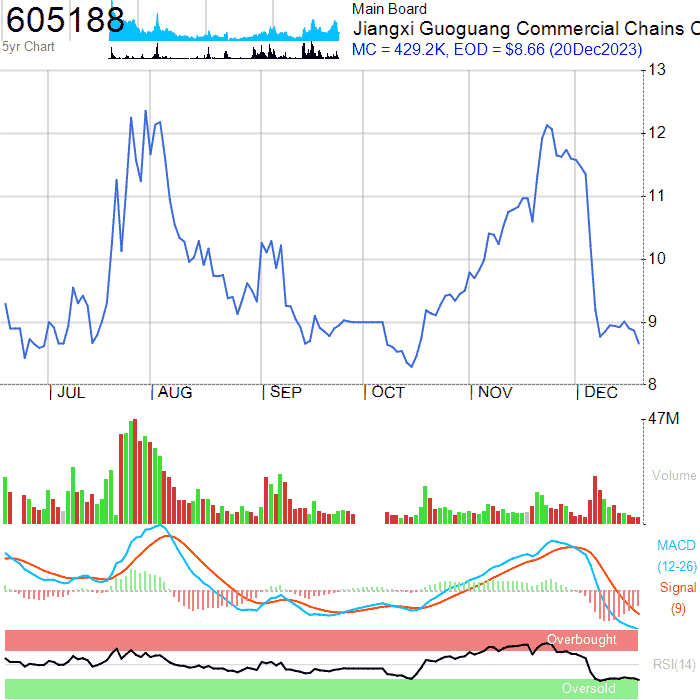 605188
5yr Chart
Main Board
Jiangxi Guoguang Commercial Chains C
MC = 429.2K, EOD = $8.66 (20Dec2023)
13
12
11
10
9
8
JUL AUG SEP OCT NOV DEC
47M
Volume
MACD
(12-26)
Signal
(9)
Overbought
RSI(14)
Oversold